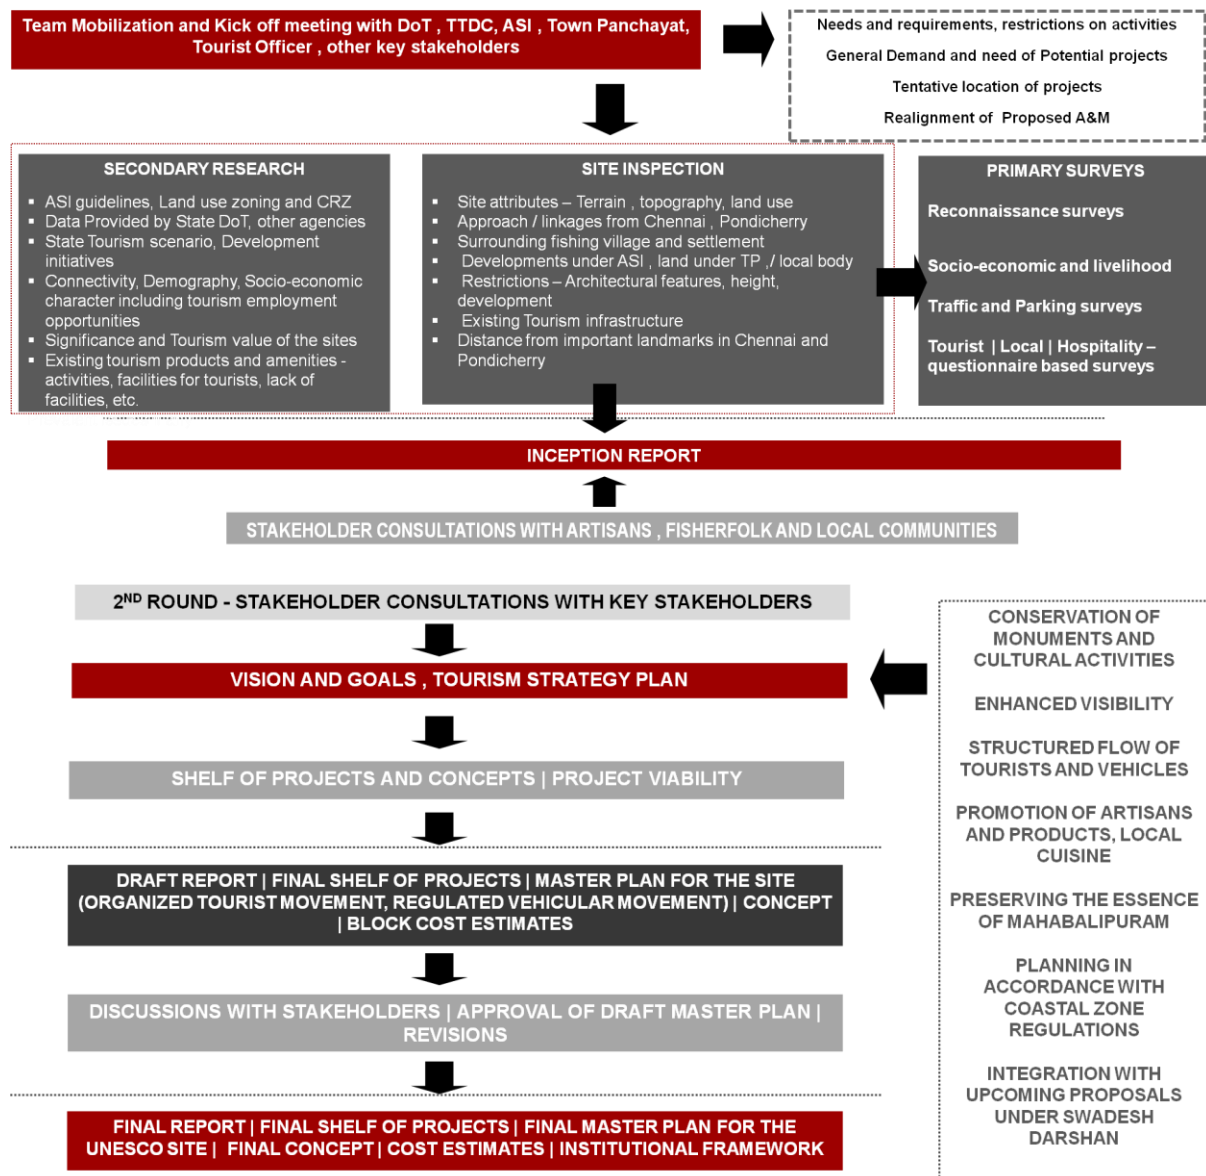 Team Mobilization and Kick off meeting with DoT , TTDC, ASI , Town Panchayat,
Tourist Officer , other key stakeholders
Needs and requirements, restrictions on activities
General Demand and need of Potential projects
Tentative location of projects
Realignment of Proposed A&M
SECONDARY RESEARCH
▪ ASI guidelines, Land use zoning and CRZ
▪ Data Provided by State DoT, other agencies
▪ State Tourism scenario, Development
initiatives
▪ Connectivity, Demography, Socio-economic
character including tourism employment
opportunities
▪ Significance and Tourism value of the sites
▪ Existing tourism products and amenities -
activities, facilities for tourists, lack of
facilities, etc.
SITE INSPECTION
▪ Site attributes – Terrain , topography, land use
▪ Approach / linkages from Chennai , Pondicherry
▪ Surrounding fishing village and settlement
▪ Developments under ASI , land under TP ,/ local body
▪ Restrictions – Architectural features, height,
development
▪ Existing Tourism infrastructure
▪ Distance from important landmarks in Chennai and
Pondicherry
PRIMARY SURVEYS
Reconnaissance surveys
Socio-economic and livelihood
Traffic and Parking surveys
Tourist | Local | Hospitality –
questionnaire based surveys
INCEPTION REPORT
STAKEHOLDER CONSULTATIONS WITH ARTISANS , FISHERFOLK AND LOCAL COMMUNITIES
2ND ROUND - STAKEHOLDER CONSULTATIONS WITH KEY STAKEHOLDERS
VISION AND GOALS , TOURISM STRATEGY PLAN
SHELF OF PROJECTS AND CONCEPTS | PROJECT VIABILITY
DRAFT REPORT | FINAL SHELF OF PROJECTS | MASTER PLAN FOR THE SITE
(ORGANIZED TOURIST MOVEMENT, REGULATED VEHICULAR MOVEMENT) | CONCEPT
| BLOCK COST ESTIMATES
DISCUSSIONS WITH STAKEHOLDERS | APPROVAL OF DRAFT MASTER PLAN |
REVISIONS
FINAL REPORT | FINAL SHELF OF PROJECTS | FINAL MASTER PLAN FOR THE
UNESCO SITE | FINAL CONCEPT | COST ESTIMATES | INSTITUTIONAL FRAMEWORK
CONSERVATION OF
MONUMENTS AND
CULTURAL ACTIVITIES
ENHANCED VISIBILITY
STRUCTURED FLOW OF
TOURISTS AND VEHICLES
PROMOTION OF ARTISANS
AND PRODUCTS, LOCAL
CUISINE
PRESERVING THE ESSENCE
OF MAHABALIPURAM
PLANNING IN
ACCORDANCE WITH
COASTAL ZONE
REGULATIONS
INTEGRATION WITH
UPCOMING PROPOSALS
UNDER SWADESH
DARSHAN